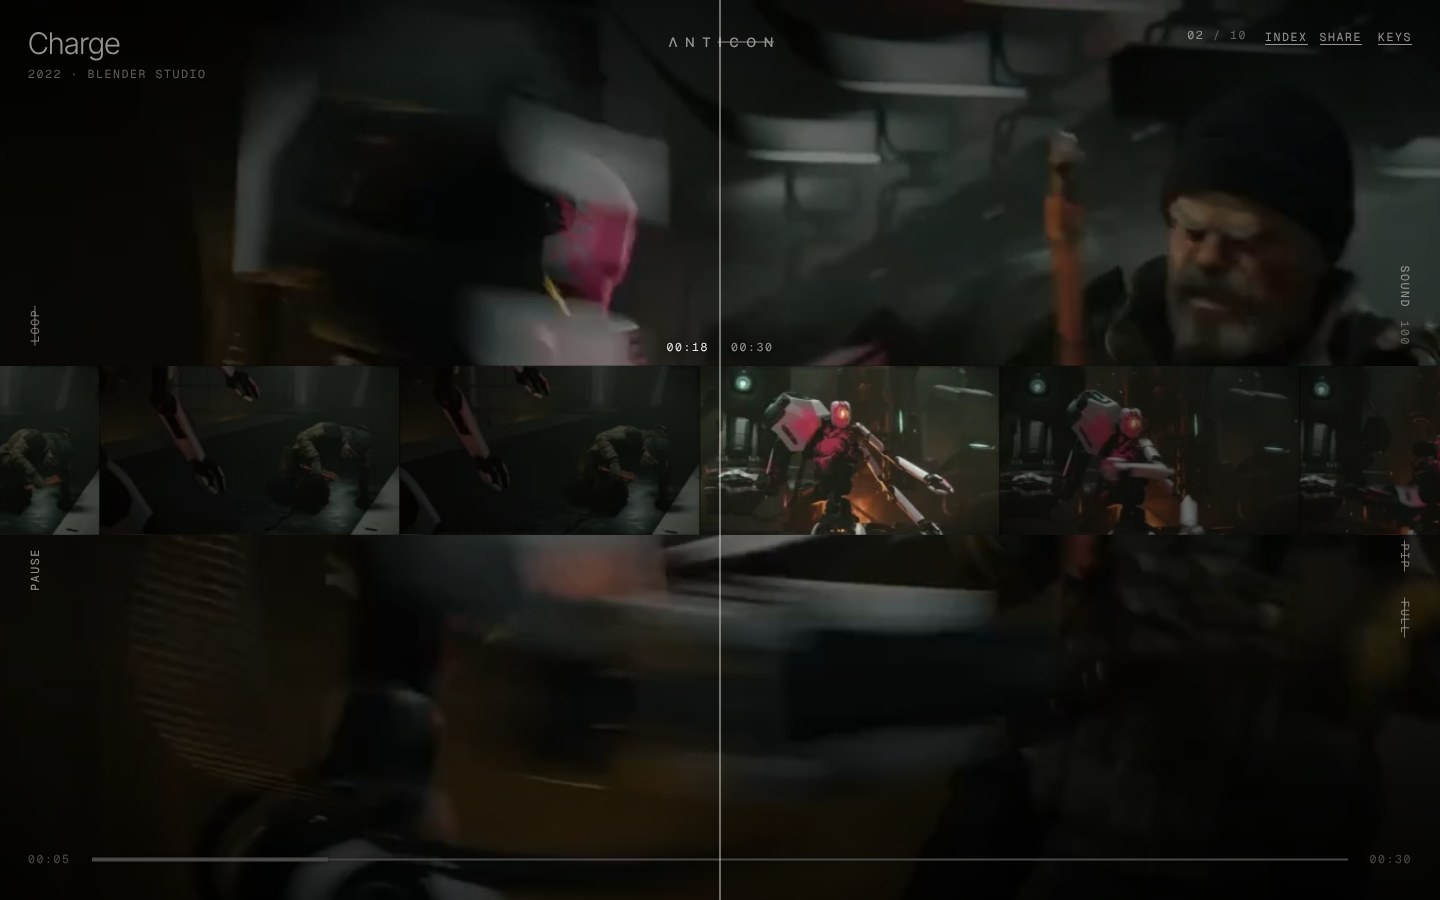 Charge
2022 · BLENDER STUDIO
ΛNTICON
02 / 10 INDEX SHARE KEYS
LOOP
SOUND 100
00:18 00:30
PAUSE
PIP
FULL
00:05 00:30